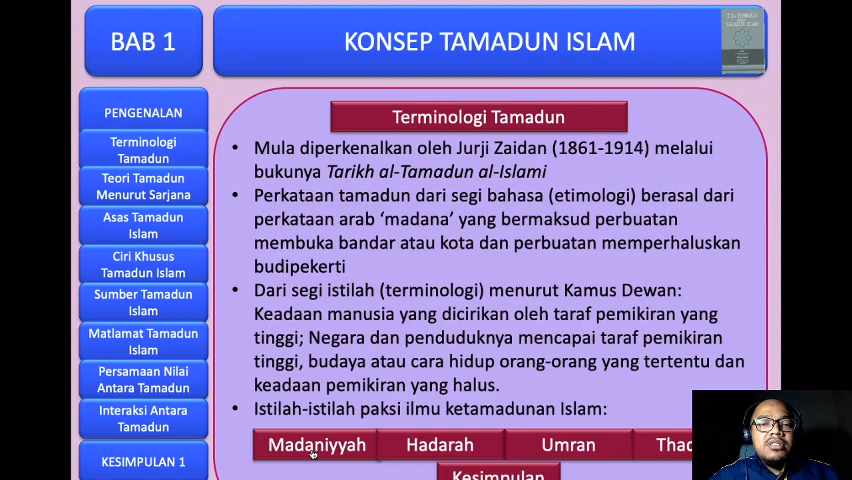 BAB 1
KONSEP TAMADUN ISLAM
PENGENALAN
Terminologi
Tamadun
Teori Tamadun
Menurut Sarjana
Asas Tamadun
Islam
Ciri Khusus
Tamadun Islam
Sumber Tamadun
Islam
Matlamat Tamadun
Islam
Persamaan Nilai
Antara Tamadun
Interaksi Antara
Tamadun
KESIMPULAN 1
Terminologi Tamadun
• Mula diperkenalkan oleh Jurji Zaidan (1861-1914) melalui
bukunya Tarikh al-Tamadun al-Islami
• Perkataan tamadun dari segi bahasa (etimologi) berasal dari
perkataan arab ‘madana’ yang bermaksud perbuatan
membuka bandar atau kota dan perbuatan memperhaluskan
budipekerti
• Dari segi istilah (terminologi) menurut Kamus Dewan:
Keadaan manusia yang dicirikan oleh taraf pemikiran yang
tinggi; Negara dan penduduknya mencapai taraf pemikiran
tinggi, budaya atau cara hidup orang-orang yang tertentu dan
keadaan pemikiran yang halus.
• Istilah-istilah paksi ilmu ketamadunan Islam:
Madaniyyah Hadarah Umran
Kesimpulan